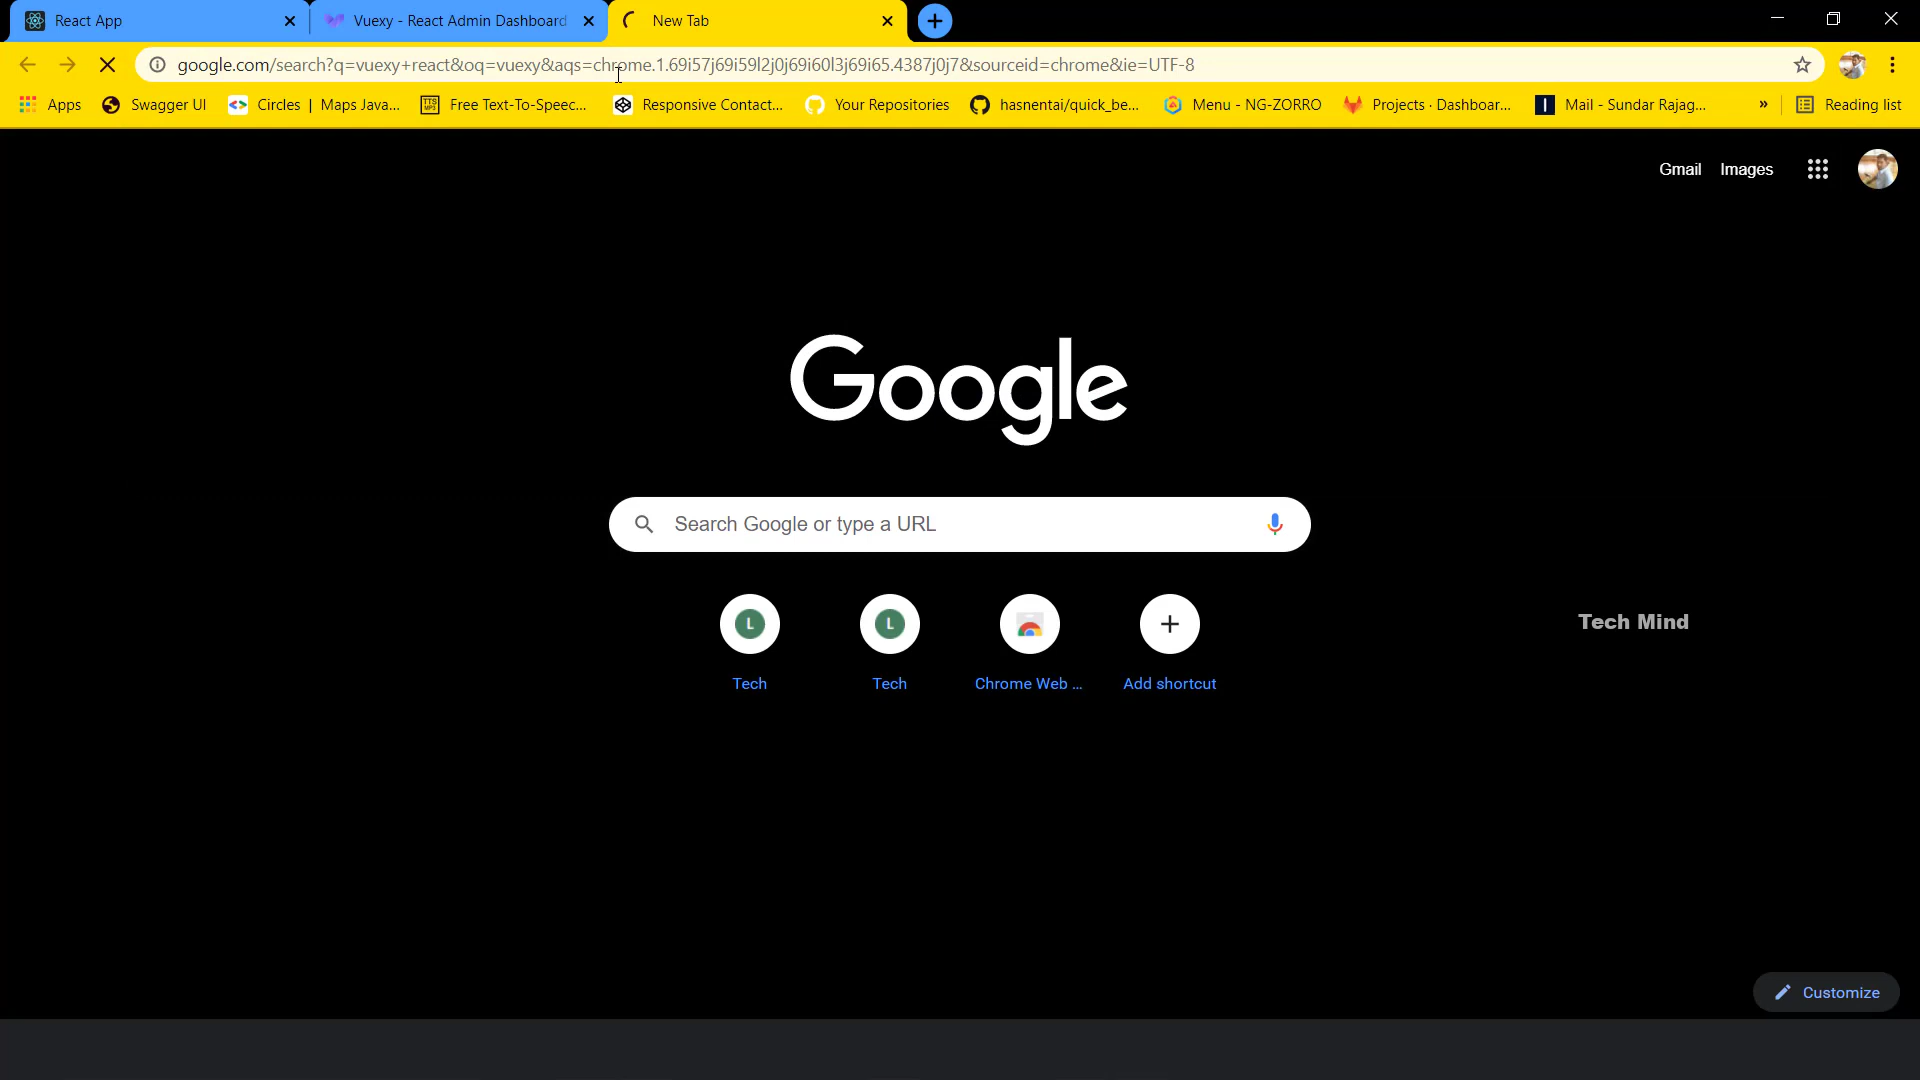 React App
Vuexy - React Admin Dashboard
New Tab
google.com/search?q=vuexy+react&oq=vuexy&aqs=chrome.1.69i57j69i59l2j0j69i60l3j69i65.4387j0j7&sourceid=chrome&ie=UTF-8
Apps
Swagger UI
Circles | Maps Java...
Free Text-To-Speec...
Responsive Contact...
Your Repositories
hasnentai/quick_be...
Menu - NG-ZORRO
Projects · Dashboar...
Mail - Sundar Rajag...
»
Reading list
Gmail
Images
Google
Search Google or type a URL
L
L
Tech
Tech
Chrome Web ...
Add shortcut
Tech Mind
Customize